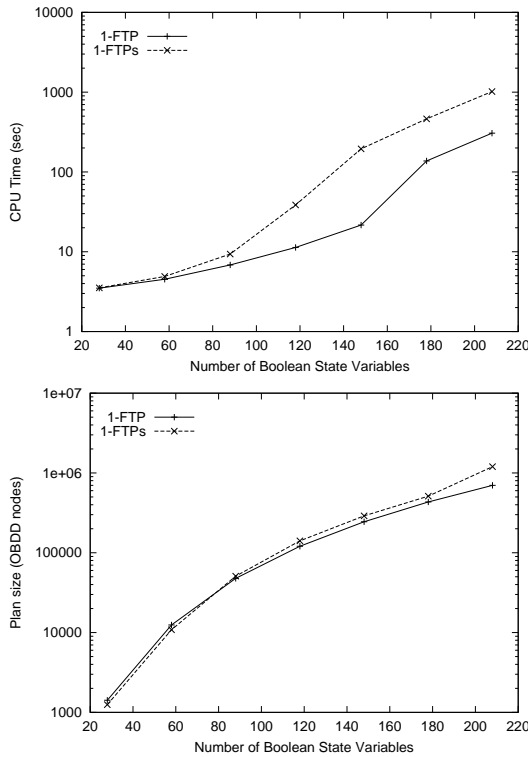 10000
1000
100
10
1
CPU Time (sec)
1-FTP
1-FTPs
20 40 60 80 100 120 140 160 180 200 220
Number of Boolean State Variables
1e+07
1e+06
100000
10000
1000
Plan size (OBDD nodes)
1-FTP
1-FTPs
20 40 60 80 100 120 140 160 180 200 220
Number of Boolean State Variables